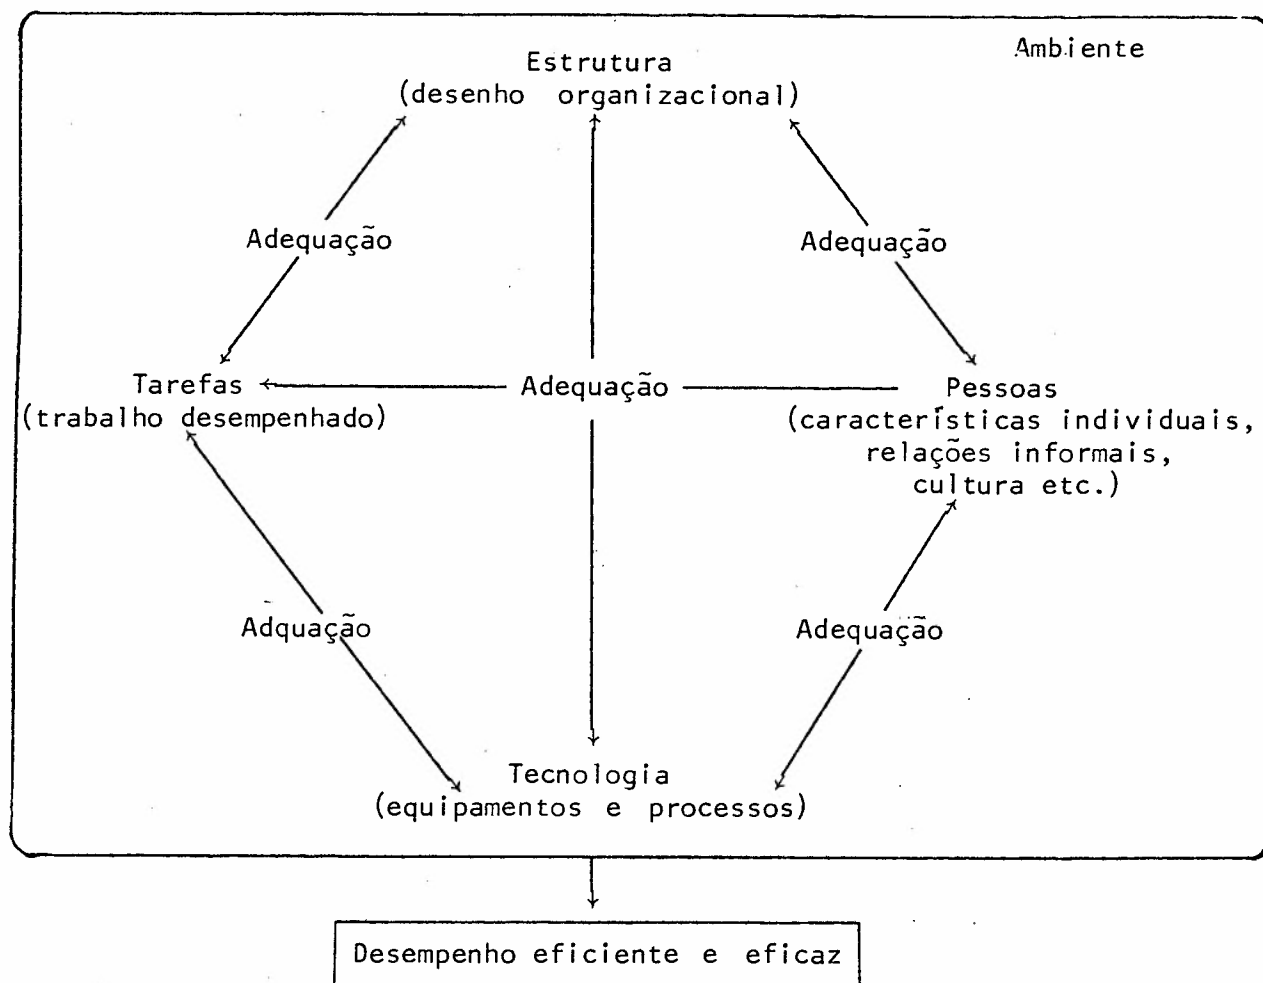 Ambiente
Estrutura
(desenho organizacional)
Adequação
Adequação
Tarefas
(trabalho desempenhado)
Adequação
Pessoas
(características individuais,
relações informais,
cultura etc.)
Adquação
Adequação
Tecnologia
(equipamentos e processos)
Desempenho eficiente e eficaz